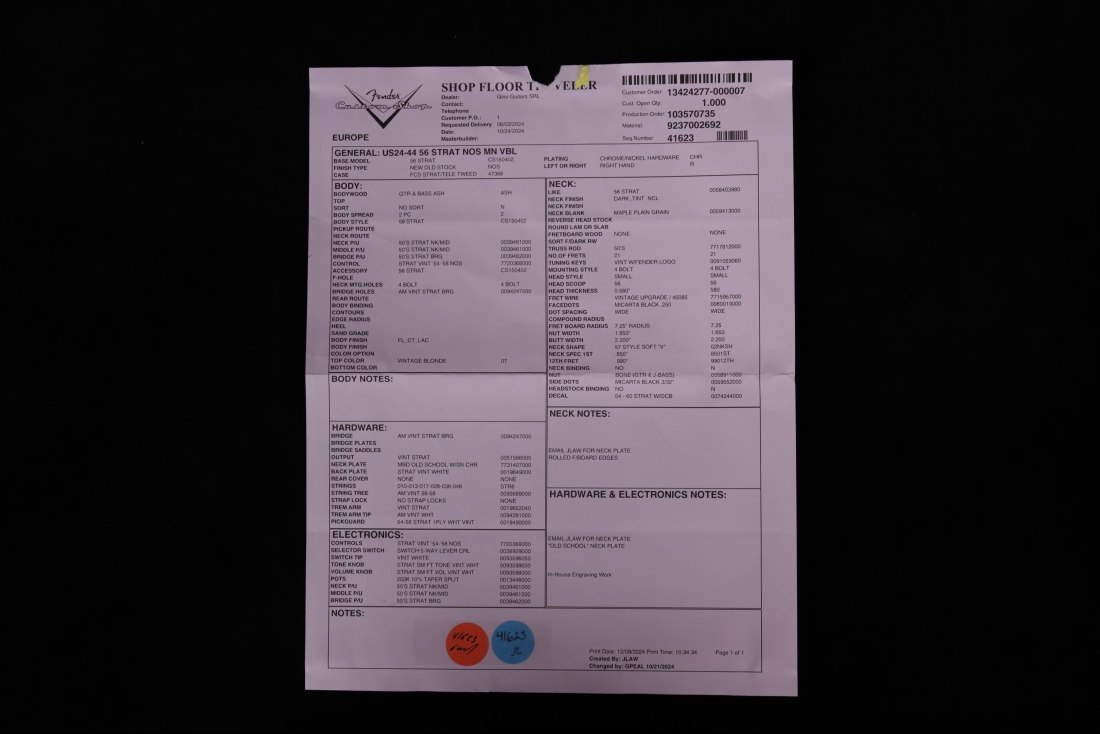 Fender
Custom Shop
EUROPE
SHOP FLOOR T VELER
Dealer: Glite Guitars SRL
Contact:
Telephone
Customer P.O.: 1
Requested Delivery 06/03/2024
Date: 10/24/2024
Masterbuilder:
Customer Order: 13424277-000007
Cust. Open Qty: 1.000
Production Order: 103570735
Material: 9237002692
Seq.Number 41623
GENERAL: US24-44 56 STRAT NOS MN VBL
BASE MODEL 56 STRAT CS150402 PLATING CHROME/NICKEL HARDWARE CHR
FINISH TYPE NEW OLD STOCK NOS LEFT OR RIGHT RIGHT HAND R
CASE FCS STRAT/TELE TWEED 47366
BODY:
BODYWOOD GTR & BASS ASH ASH
TOP
SORT NO SORT N
BODY SPREAD 2 PC 2
BODY STYLE 56 STRAT CS150402
PICKUP ROUTE
NECK ROUTE
NECK P/U 50'S STRAT NK/MID 0039461000
MIDDLE P/U 50'S STRAT NK/MID 0039461000
BRIDGE P/U 50'S STRAT BRG 0039462000
CONTROL STRAT VINT '54-'58 NOS 7720368000
ACCESSORY 56 STRAT CS150402
F-HOLE
NECK MTG.HOLES 4 BOLT 4 BOLT
BRIDGE HOLES AM VINT STRAT BRG 0094247000
REAR ROUTE
BODY BINDING
CONTOURS
EDGE RADIUS
HEEL
SAND GRADE
BODY FINISH FL_CT_LAC
BODY FINISH
COLOR OPTION
TOP COLOR VINTAGE BLONDE 07
BOTTOM COLOR
BODY NOTES:
HARDWARE:
BRIDGE AM VINT STRAT BRG 0094247000
BRIDGE PLATES
BRIDGE SADDLES
OUTPUT VINT STRAT 0051598000
NECK PLATE MBD OLD SCHOOL W/SN CHR 7731407000
BACK PLATE STRAT VINT WHITE 0019649000
REAR COVER NONE NONE
STRINGS 010-013-017-026-036-046 STR6
STRING TREE AM VINT 56-58 0093569000
STRAP LOCK NO STRAP LOCKS NONE
TREM ARM VINT STRAT 0019652040
TREM ARM TIP AM VINT WHT 0094281000
PICKGUARD 54-58 STRAT 1PLY WHT VINT 0019490000
ELECTRONICS:
CONTROLS STRAT VINT '54-'58 NOS 7720368000
SELECTOR SWITCH SWITCH 5-WAY LEVER CRL 0038929000
SWITCH TIP VINT WHITE 0093596050
TONE KNOB STRAT SM FT TONE VINT WHT 0093599000
VOLUME KNOB STRAT SM FT VOL VINT WHT 0093598000
POTS 250K 10% TAPER SPLIT 0013446000
NECK P/U 50'S STRAT NK/MID 0039461000
MIDDLE P/U 50'S STRAT NK/MID 0039461000
BRIDGE P/U 50'S STRAT BRG 0039462000
NECK:
LIKE 56 STRAT 0058403960
NECK FINISH DARK_TINT NCL
NECK FINISH
NECK BLANK MAPLE PLAIN GRAIN 0059413000
REVERSE HEAD STOCK
ROUND LAM OR SLAB
FRETBOARD WOOD NONE NONE
SORT F/DARK RW
TRUSS ROD 50'S 7717812000
NO.OF FRETS 21 21
TUNING KEYS VINT W/FENDER LOGO 0091059060
MOUNTING STYLE 4 BOLT 4 BOLT
HEAD STYLE SMALL SMALL
HEAD SCOOP 56 56
HEAD THICKNESS 0.580" 580
FRET WIRE VINTAGE UPGRADE / 45085 7715957000
FACEDOTS MICARTA BLACK .250 0060010000
DOT SPACING WIDE WIDE
COMPOUND RADIUS
FRET BOARD RADIUS 7.25" RADIUS 7.25
NUT WIDTH 1.650" 1.650"
BUTT WIDTH 2.200" 2.200
NECK SHAPE 57 STYLE SOFT "V" 02NKSH
NECK SPEC 1ST .850" 8501ST
12TH FRET .990" 99012TH
NECK BINDING NO N
NUT BONE (GTR & J-BASS) 0058911000
SIDE DOTS MICARTA BLACK 3/32" 0059552000
HEADSTOCK BINDING NO N
DECAL 54 - 60 STRAT W/OCB 0074244000
NECK NOTES:
EMAIL JLAW FOR NECK PLATE
ROLLED F/BOARD EDGES
HARDWARE & ELECTRONICS NOTES:
EMAIL JLAW FOR NECK PLATE
"OLD SCHOOL" NECK PLATE
In-House Engraving Work
NOTES:
41623
Print Date: 12/09/2024 Print Time: 10:34:34 Page 1 of 1
Created By: JLAW
Changed by: GPEAL 10/21/2024